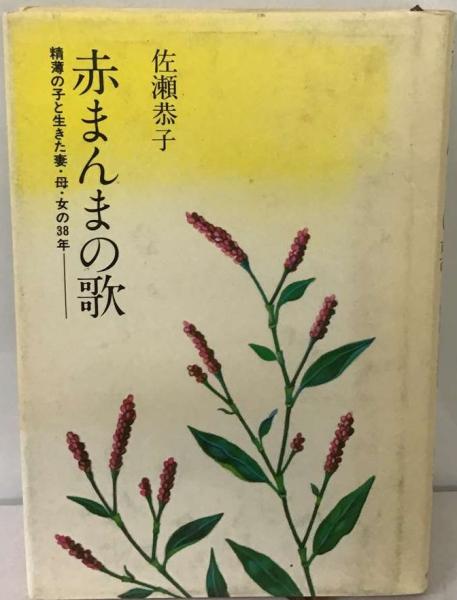 佐瀬恭子
赤まんまの歌
精薄の子と生きた妻・母・女の38年――